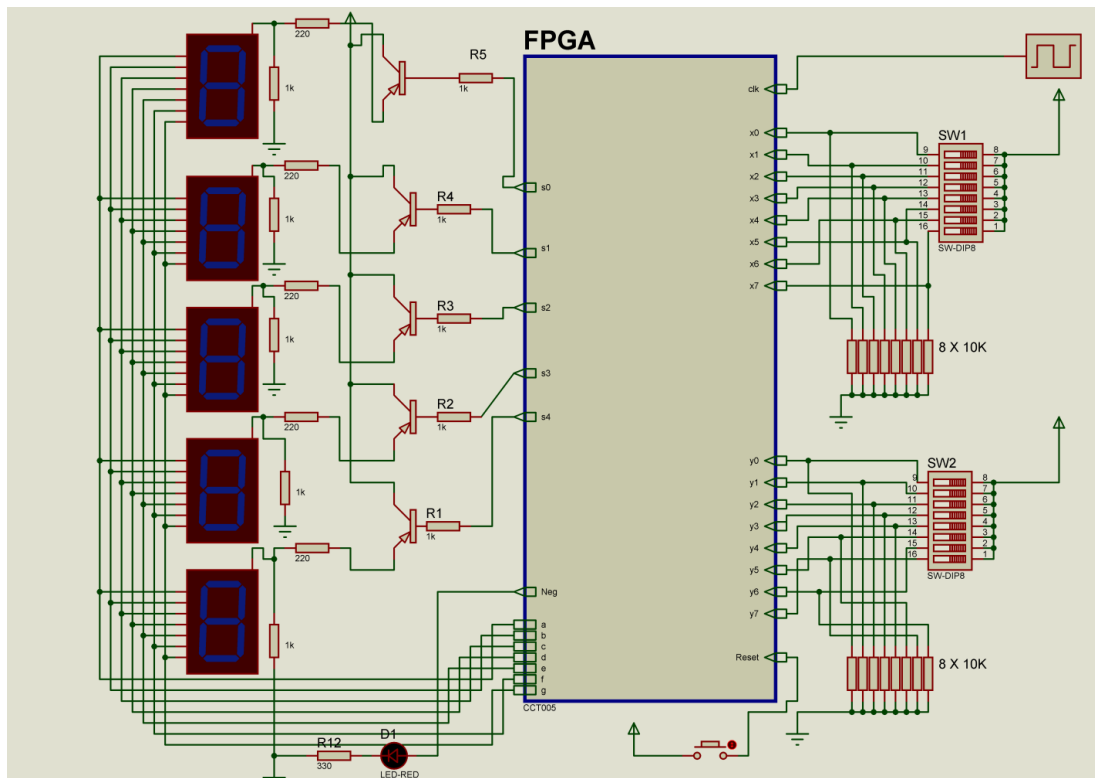 FPGA
220
1k
R5
1k
clk
x0
x1
x2
x3
x4
x5
x6
x7
SW1
9
10
11
12
13
14
15
16
8
7
6
5
4
3
2
1
SW-DIP8
8 X 10K
220
1k
R4
1k
s0
s1
220
1k
R3
1k
s2
220
1k
R2
1k
s3
s4
R1
1k
220
1k
y0
y1
y2
y3
y4
y5
y6
y7
SW2
9
10
11
12
13
14
15
16
8
7
6
5
4
3
2
1
SW-DIP8
8 X 10K
Neg
a
b
c
d
e
f
g
Reset
CCT005
R12
330
D1
LED-RED